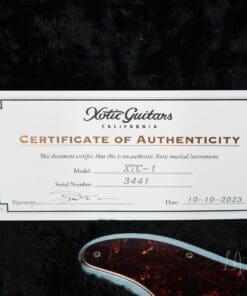 Xotic Guitars
CALIFORNIA
CERTIFICATE OF AUTHENTICITY
This document certifies that this is an authentic Xotic musical instrument.
Model: XTC-1
Serial Number: 3441
Signature: Date: 10-10-2023